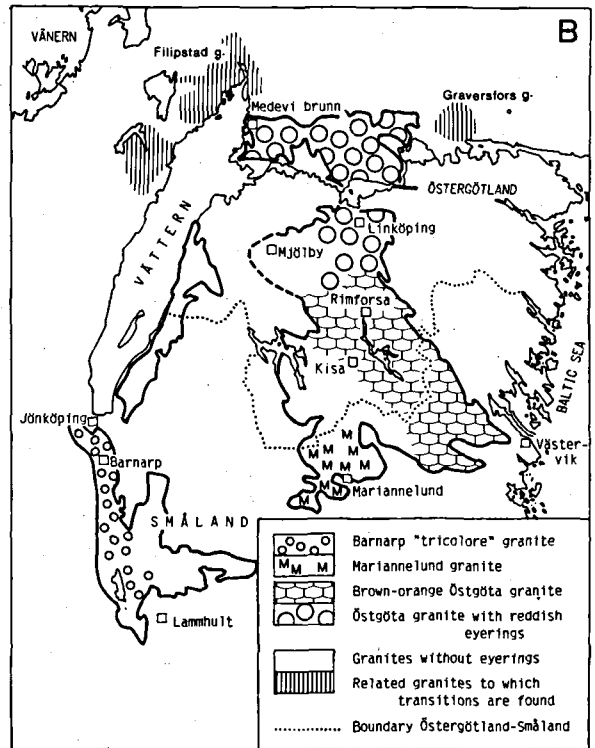 B
VÄNERN
Filipstad g.
Graversfors g.
Medevi brunn
ÖSTERGÖTLAND
Linköping
Mjölby
VÄTTERN
Rimforsa
Kisa
BALTIC SEA
Jönköping
Väster-
vik
Barnarp
Mariannelund
SMÅLAND
Lammhult
M M M M M M M M M M
Barnarp "tricolore" granite
M M M Mariannelund granite
Brown-orange Östgöta granite
Östgöta granite with reddish
eyerings
Granites without eyerings
Related granites to which
transitions are found
Boundary Östergötland-Småland